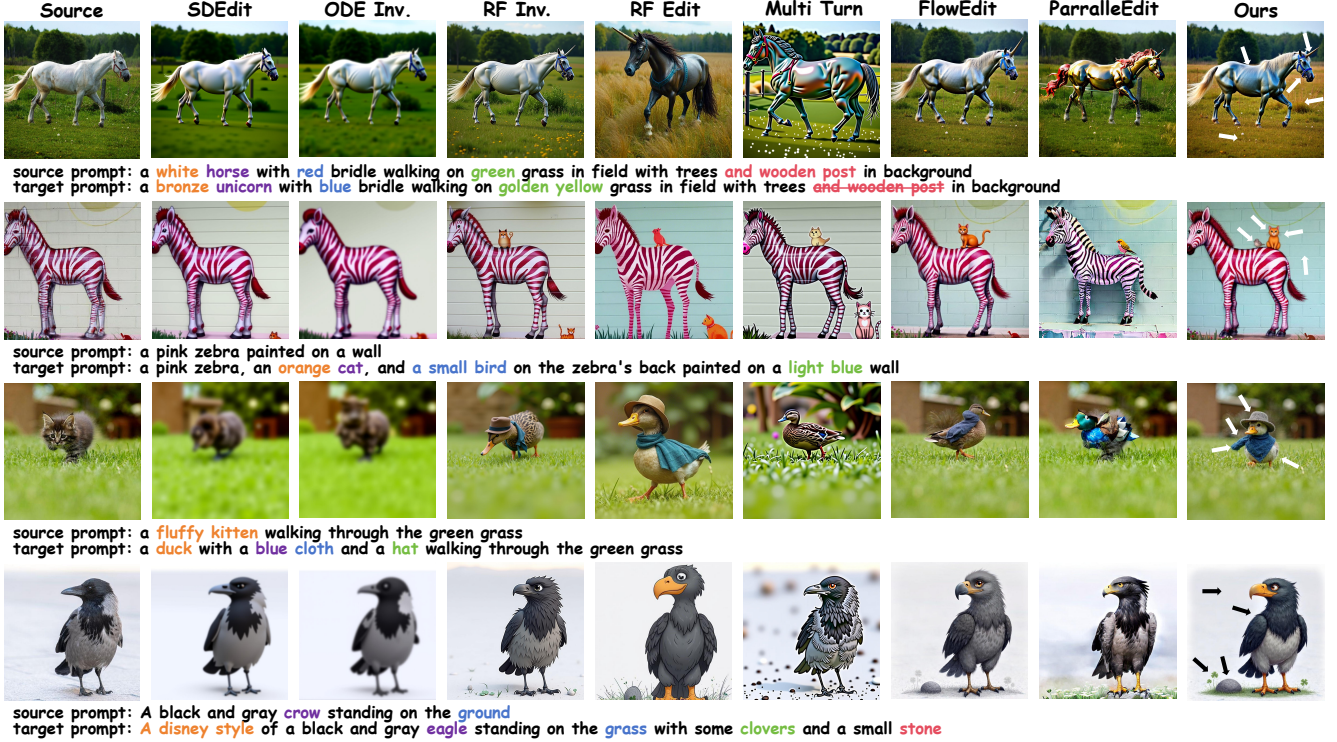 Source SDEdit ODE Inv. RF Inv. RF Edit Multi Turn FlowEdit ParralleEdit Ours
source prompt: a white horse with red bridle walking on green grass in field with trees and wooden post in background
target prompt: a bronze unicorn with blue bridle walking on golden yellow grass in field with trees and wooden post in background
source prompt: a pink zebra painted on a wall
target prompt: a pink zebra, an orange cat, and a small bird on the zebra's back painted on a light blue wall
source prompt: a fluffy kitten walking through the green grass
target prompt: a duck with a blue cloth and a hat walking through the green grass
source prompt: A black and gray crow standing on the ground
target prompt: A disney style of a black and gray eagle standing on the grass with some clovers and a small stone